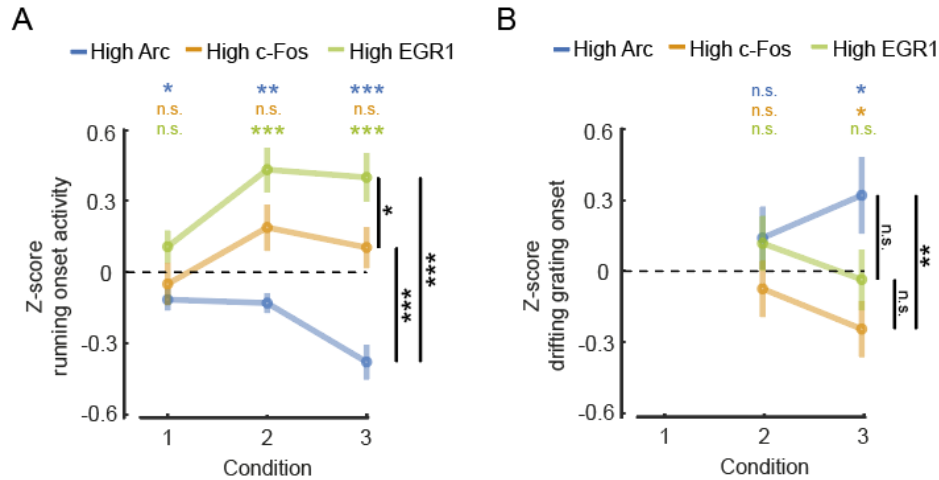 A
High Arc High c-Fos High EGR1
* ** ***
n.s. n.s. n.s.
n.s. *** ***
0.6
0.3
0
-0.3
-0.6
Z-score
running onset activity
*
***
***
1 2 3
Condition
B
High Arc High c-Fos High EGR1
n.s. *
n.s. *
n.s. n.s.
0.6
0.3
0
-0.3
-0.6
Z-score
drifting grating onset
n.s.
n.s.
**
1 2 3
Condition